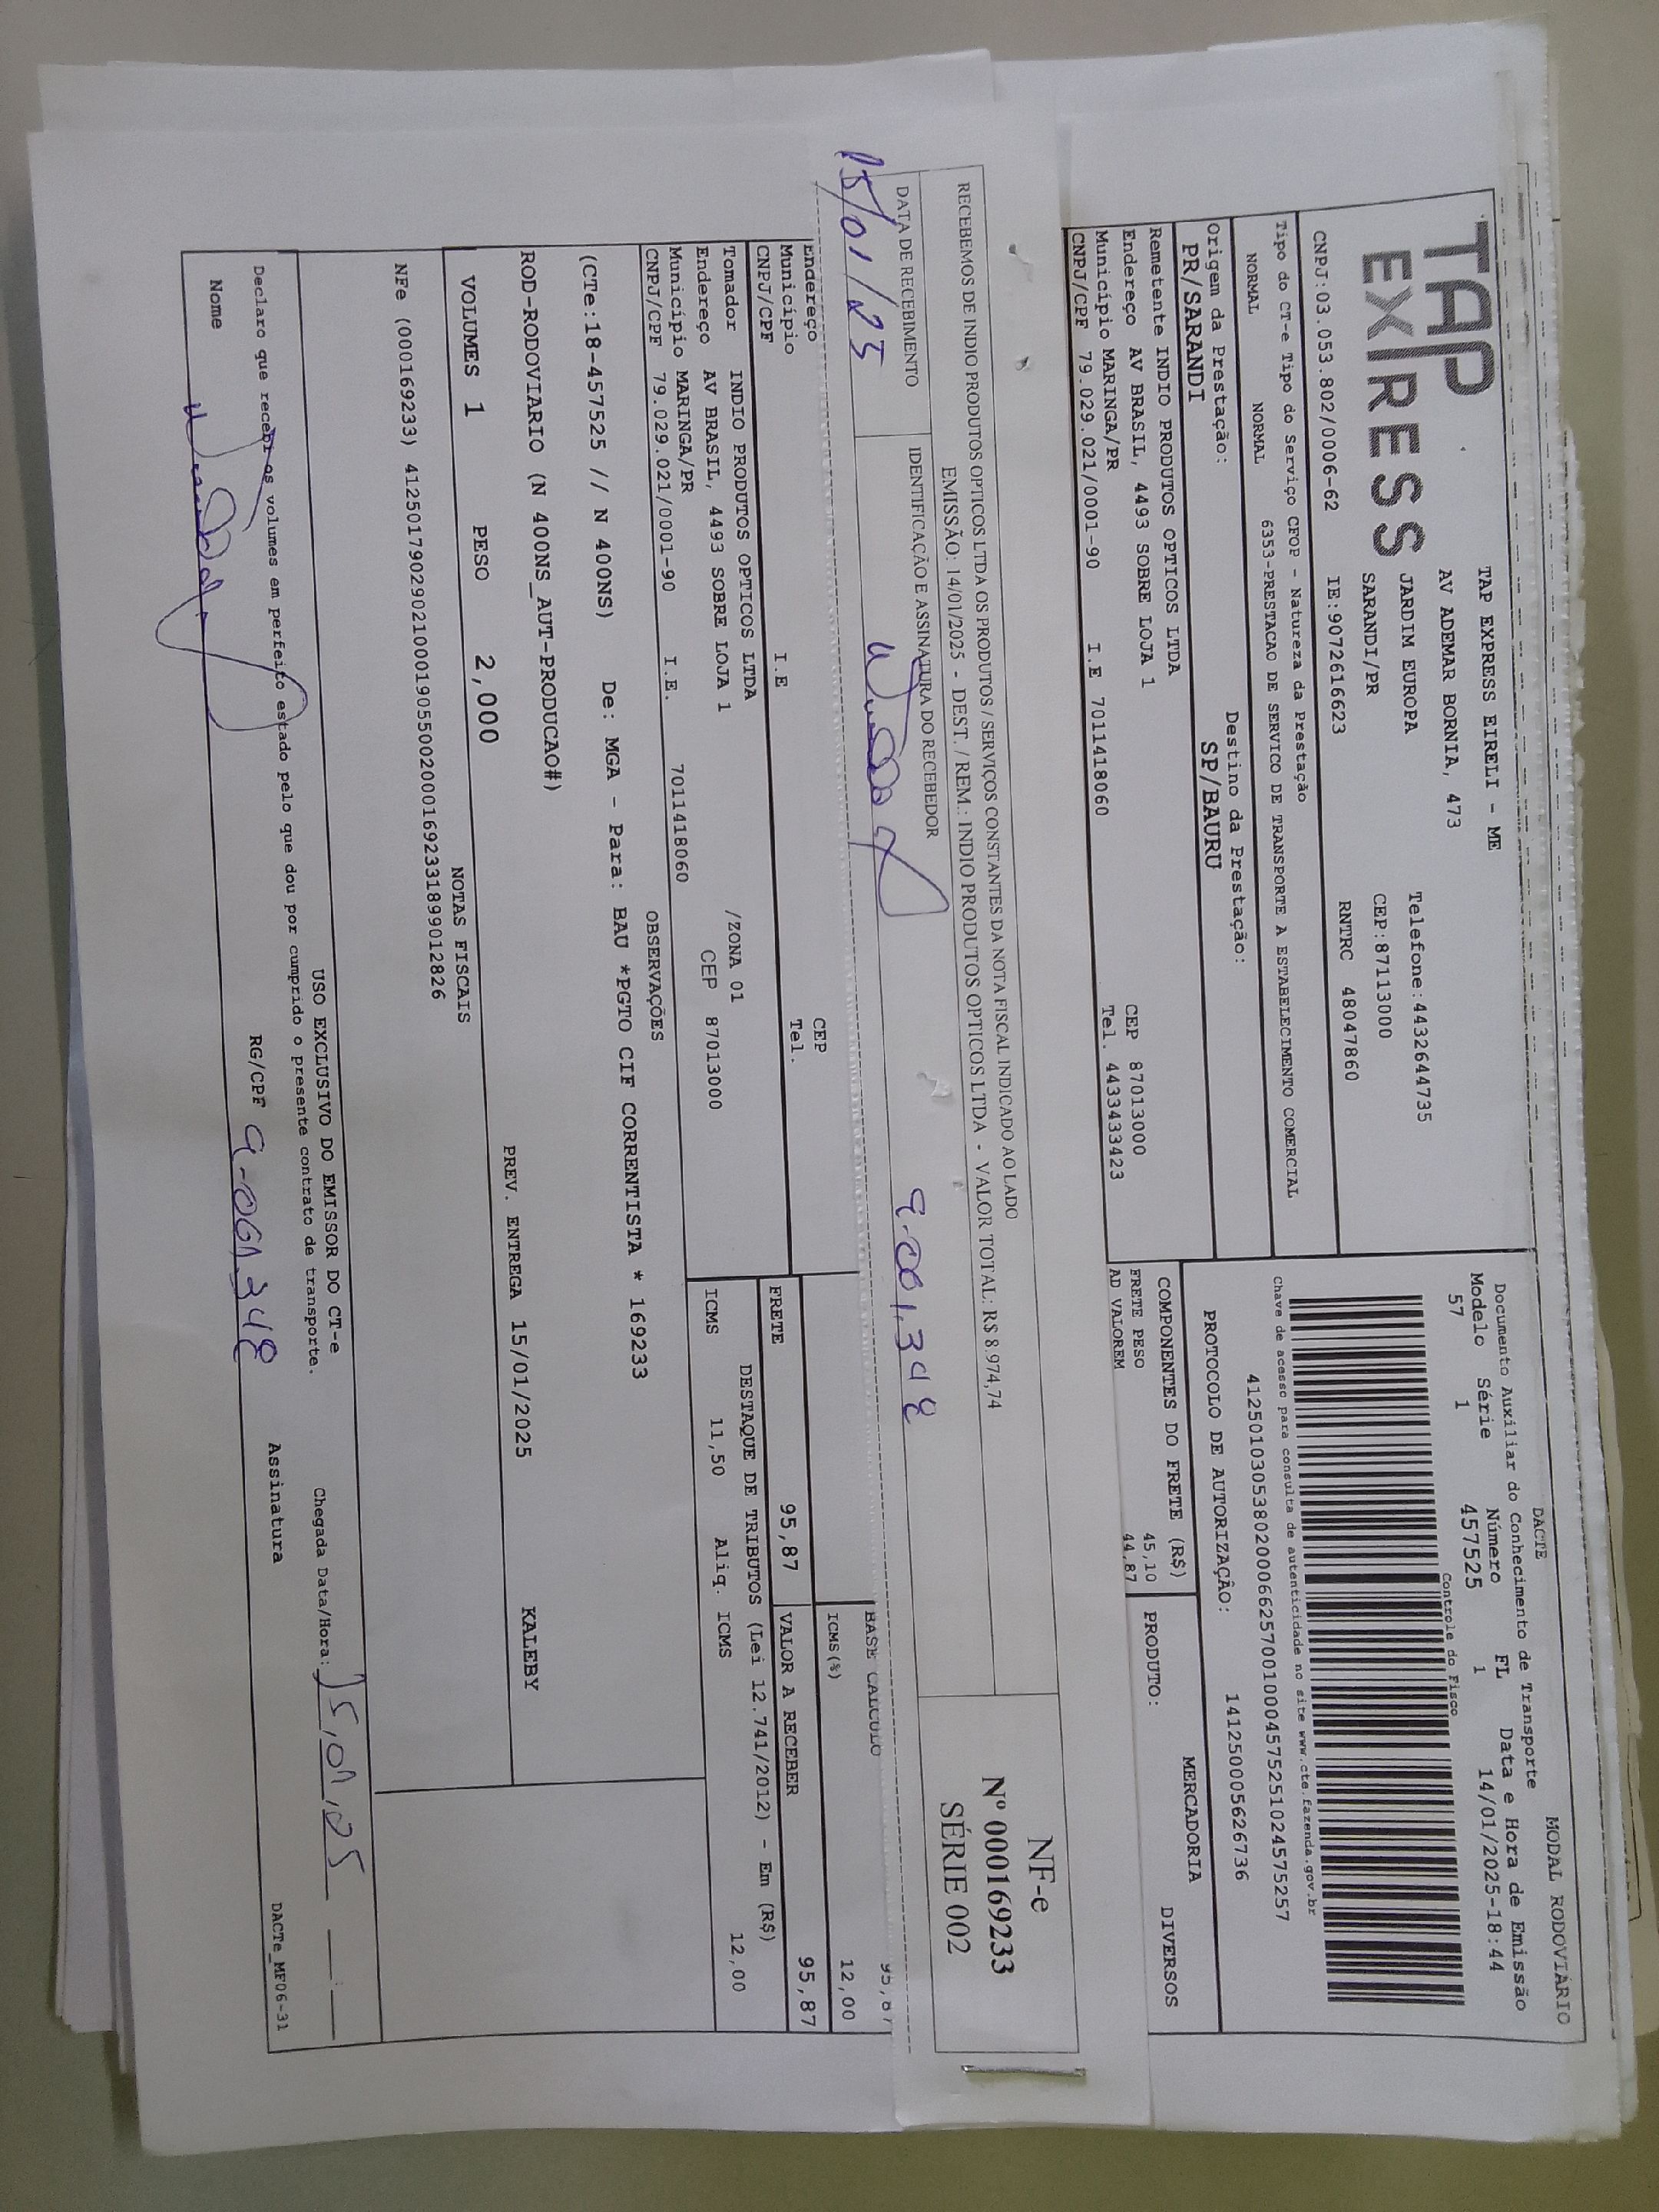 TAP
EXPRESS
TAP EXPRESS EIRELI - ME
AV ADEMAR BORNIA, 473
JARDIM EUROPA Telefone:4432644735
SARANDI/PR CEP:87113000
CNPJ:03.053.802/0006-62 IE:9072616623 RNTRC 48047860
MODAL RODOVIÁRIO
DACTE
Documento Auxiliar do Conhecimento de Transporte
Modelo Série Número FL Data e Hora de Emissão
57 1 457525 1 14/01/2025-18:44
Controle do Fisco
Chave de acesso para consulta de autenticidade no site www.cte.fazenda.gov.br
41250103053802000662570010004575251024575257
PROTOCOLO DE AUTORIZAÇÃO: 141250005626736
Tipo do CT-e Tipo do Serviço CFOP - Natureza da Prestação
NORMAL NORMAL 6353-PRESTACAO DE SERVICO DE TRANSPORTE A ESTABELECIMENTO COMERCIAL
Origem da Prestação: Destino da Prestação:
PR/SARANDI SP/BAURU
Remetente INDIO PRODUTOS OPTICOS LTDA
Endereço AV BRASIL, 4493 SOBRE LOJA 1 CEP 87013000
Município MARINGA/PR Tel. 4433433423
CNPJ/CPF 79.029.021/0001-90 I.E 7011418060
COMPONENTES DO FRETE (R$) PRODUTO: MERCADORIA DIVERSOS
FRETE PESO 45,10
AD VALOREM 44,87
RECEBEMOS DE INDIO PRODUTOS OPTICOS LTDA OS PRODUTOS / SERVIÇOS CONSTANTES DA NOTA FISCAL INDICADO AO LADO
EMISSÃO: 14/01/2025 - DEST. / REM.: INDIO PRODUTOS OPTICOS LTDA - VALOR TOTAL: R$ 8.974,74
NF-e
Nº 000169233
SÉRIE 002
DATA DE RECEBIMENTO IDENTIFICAÇÃO E ASSINATURA DO RECEBEDOR
15/01/25
BASE CALCULO 95,87
Endereço CEP
Município I.E Tel.
CNPJ/CPF
ICMS(%) 12,00
FRETE 95,87 VALOR A RECEBER 95,87
Tomador INDIO PRODUTOS OPTICOS LTDA
Endereço AV BRASIL, 4493 SOBRE LOJA 1 /ZONA 01
Município MARINGA/PR CEP 87013000
CNPJ/CPF 79.029.021/0001-90 I.E. 7011418060
DESTAQUE DE TRIBUTOS (Lei 12.741/2012) - Em (R$)
ICMS 11,50 Aliq. ICMS 12,00
OBSERVAÇÕES
(CTe:18-457525 // N 400NS) De: MGA - Para: BAU *PGTO CIF CORRENTISTA * 169233
ROD-RODOVIARIO (N 400NS_AUT-PRODUCAO#)
PREV. ENTREGA 15/01/2025 KALEBY
VOLUMES 1 PESO 2,000
NOTAS FISCAIS
NFe (000169233) 41250179029021000190550020001692331899012826
USO EXCLUSIVO DO EMISSOR DO CT-e
Declaro que recebi os volumes em perfeito estado pelo que dou por cumprido o presente contrato de transporte.
Chegada Data/Hora: 15,01,25
Nome RG/CPF 9.061.348 Assinatura
DACTe_MF06-31